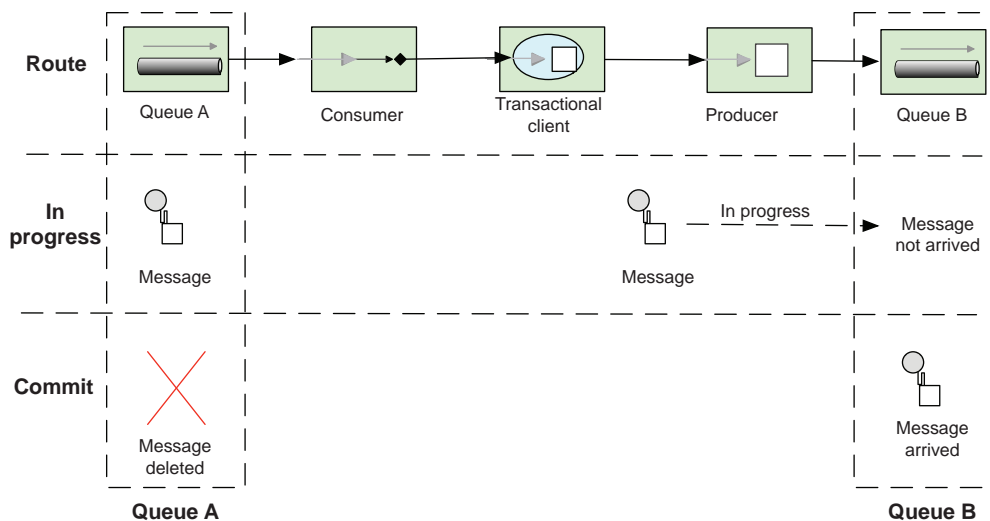 Route
Queue A
Consumer
Transactional
client
Producer
Queue B
In
progress
Message
Message
In progress
Message
not arrived
Commit
Message
deleted
Message
arrived
Queue A
Queue B